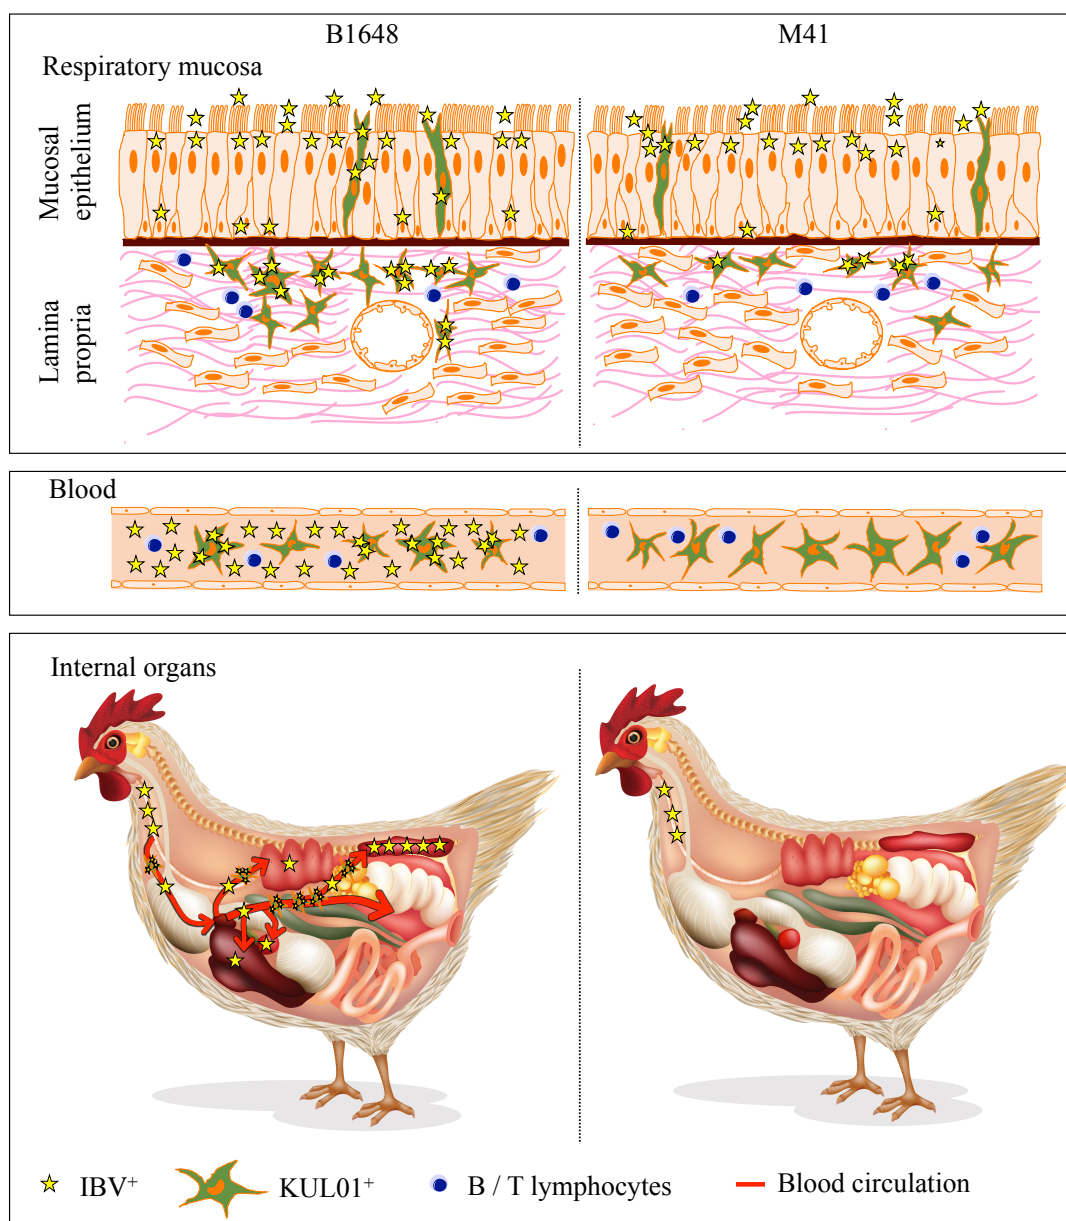 B1648
M41
Respiratory mucosa
Mucosal
epithelium
Lamina
propria
Blood
Internal organs
IBV⁺
KUL01⁺
B / T lymphocytes
Blood circulation